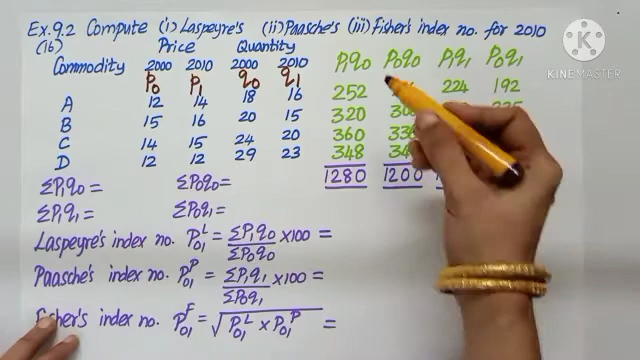 Ex.9.2 Compute (i) Laspeyre's (ii) Paasche's (iii) Fisher's index no. for 2010
(16) Price Quantity P₁q₀ P₀q₀ P₁q₁ P₀q₁
Commodity 2000 2010 2000 2010
P₀ P₁ q₀ q₁
A 12 14 18 16 252 224 192
B 15 16 20 15 320
C 14 15 24 20 360
D 12 12 29 23 348
1280 1200
ΣP₁q₀ = ΣP₀q₀ =
ΣP₁q₁ = ΣP₀q₁ =
Laspeyre's index no. P₀₁ᴸ = ΣP₁q₀ / ΣP₀q₀ × 100 =
Paasche's index no. P₀₁ᴾ = ΣP₁q₁ / ΣP₀q₁ × 100 =
Fisher's index no. P₀₁ᶠ = √P₀₁ᴸ × P₀₁ᴾ =
KINEMASTER